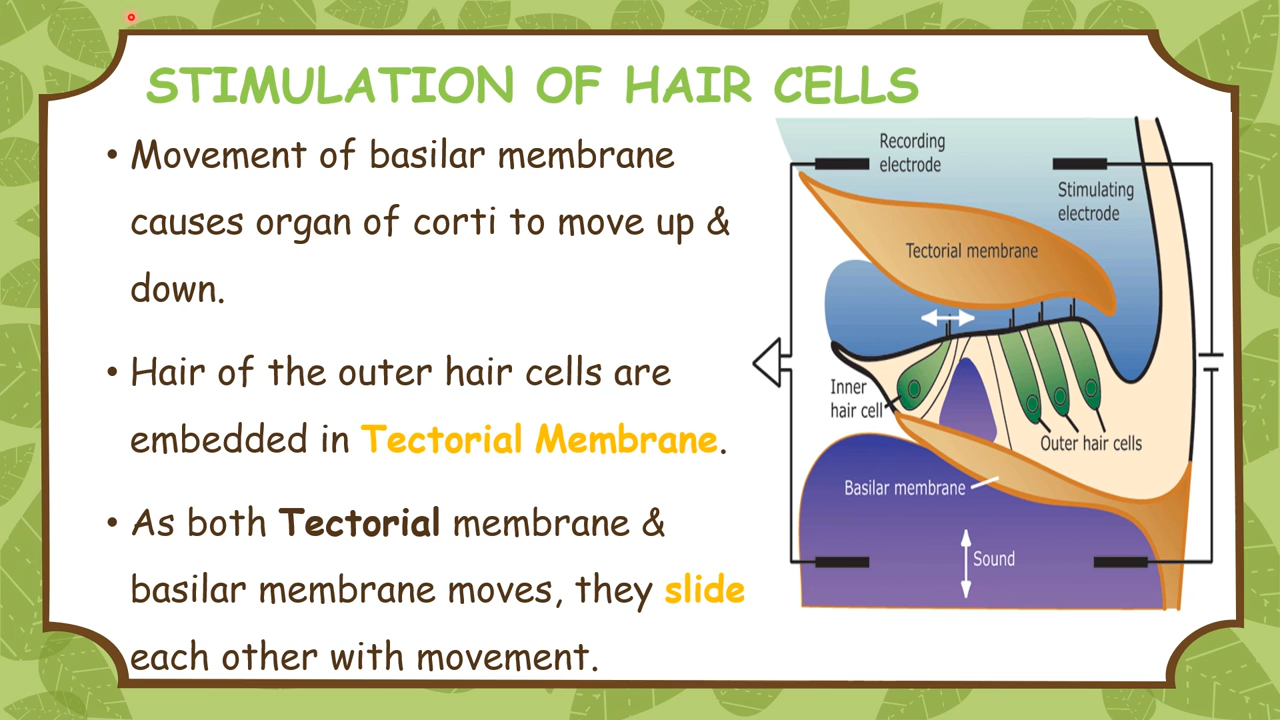 STIMULATION OF HAIR CELLS
• Movement of basilar membrane
causes organ of corti to move up &
down.
• Hair of the outer hair cells are
embedded in Tectorial Membrane.
• As both Tectorial membrane &
basilar membrane moves, they slide
each other with movement.
Recording
electrode
Stimulating
electrode
Tectorial membrane
Inner
hair cell
Outer hair cells
Basilar membrane
Sound